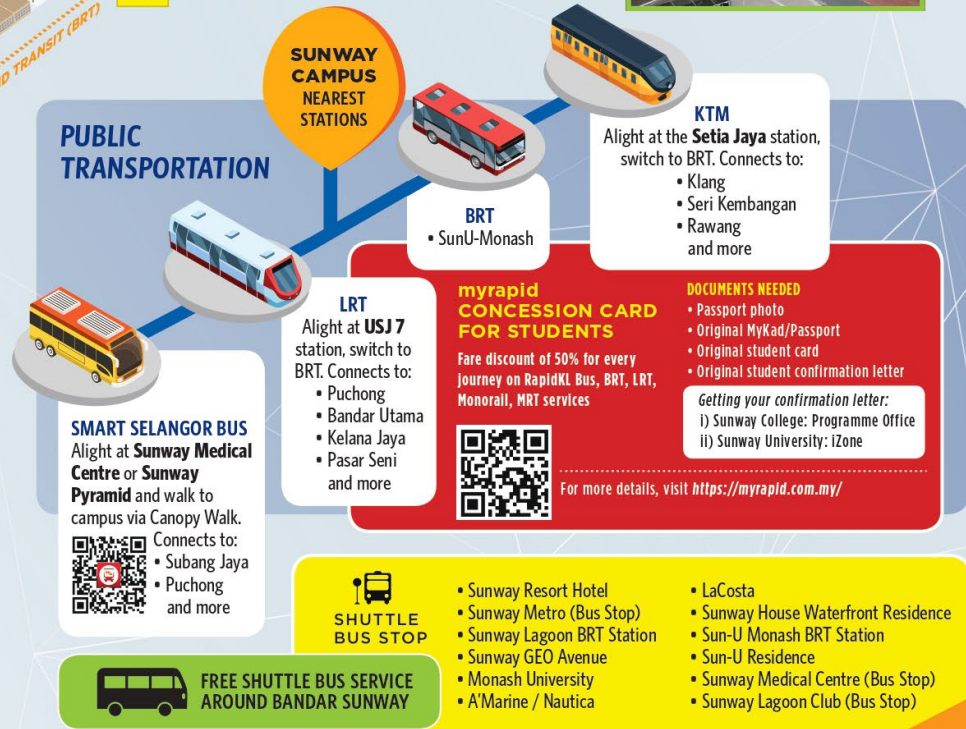 D TRANSIT (BRT)
SUNWAY
CAMPUS
NEAREST
STATIONS
PUBLIC
TRANSPORTATION
KTM
Alight at the Setia Jaya station,
switch to BRT. Connects to:
• Klang
• Seri Kembangan
• Rawang
and more
BRT
• SunU-Monash
LRT
Alight at USJ 7
station, switch to
BRT. Connects to:
• Puchong
• Bandar Utama
• Kelana Jaya
• Pasar Seni
and more
SMART SELANGOR BUS
Alight at Sunway Medical
Centre or Sunway
Pyramid and walk to
campus via Canopy Walk.
Connects to:
• Subang Jaya
• Puchong
and more
myrapid
CONCESSION CARD
FOR STUDENTS
Fare discount of 50% for every
journey on RapidKL Bus, BRT, LRT,
Monorail, MRT services
DOCUMENTS NEEDED
• Passport photo
• Original MyKad/Passport
• Original student card
• Original student confirmation letter
Getting your confirmation letter:
i) Sunway College: Programme Office
ii) Sunway University: iZone
For more details, visit https://myrapid.com.my/
SHUTTLE
BUS STOP
• Sunway Resort Hotel
• Sunway Metro (Bus Stop)
• Sunway Lagoon BRT Station
• Sunway GEO Avenue
• Monash University
• A'Marine / Nautica
• LaCosta
• Sunway House Waterfront Residence
• Sun-U Monash BRT Station
• Sun-U Residence
• Sunway Medical Centre (Bus Stop)
• Sunway Lagoon Club (Bus Stop)
FREE SHUTTLE BUS SERVICE
AROUND BANDAR SUNWAY